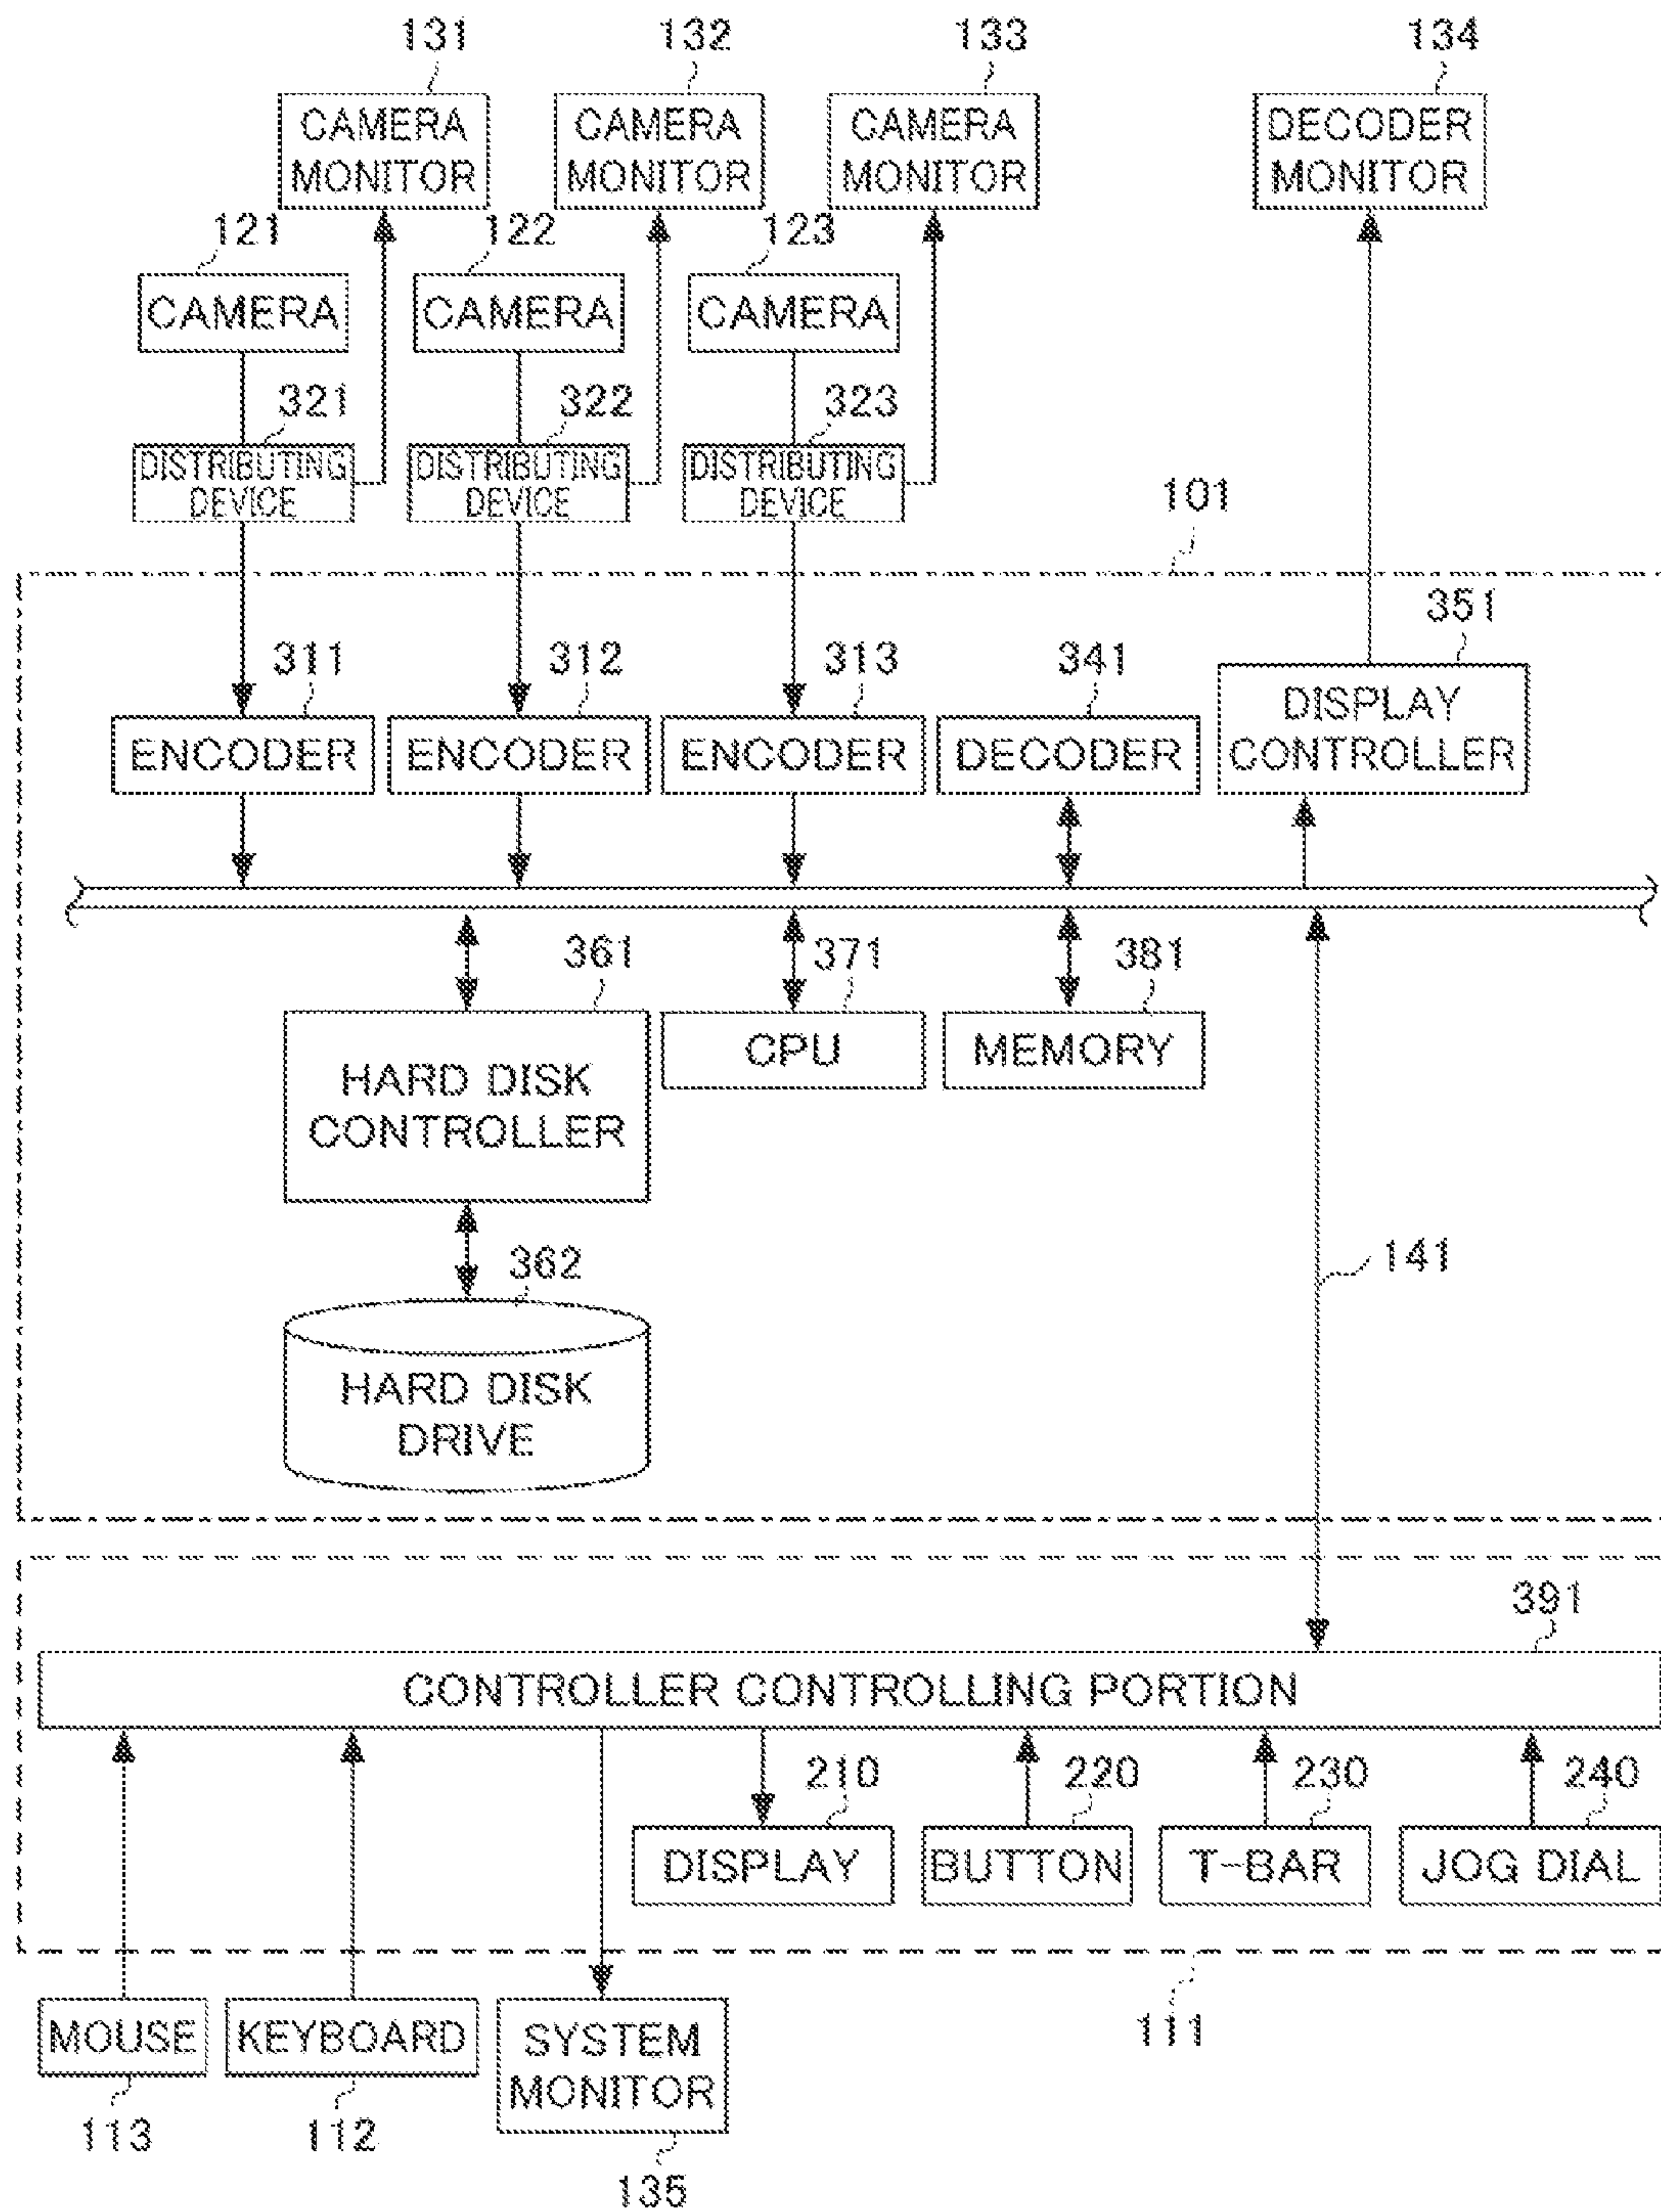 131
132
133
134
CAMERA
MONITOR
CAMERA
MONITOR
CAMERA
MONITOR
DECODER
MONITOR
121
122
123
CAMERA
CAMERA
CAMERA
321
322
323
DISTRIBUTING
DEVICE
DISTRIBUTING
DEVICE
DISTRIBUTING
DEVICE
101
351
311
312
313
341
ENCODER
ENCODER
ENCODER
DECODER
DISPLAY
CONTROLLER
361
371
381
HARD DISK
CONTROLLER
CPU
MEMORY
362
141
HARD DISK
DRIVE
391
CONTROLLER CONTROLLING PORTION
210
220
230
240
DISPLAY
BUTTON
T-BAR
JOG DIAL
MOUSE
KEYBOARD
SYSTEM
MONITOR
111
113
112
135